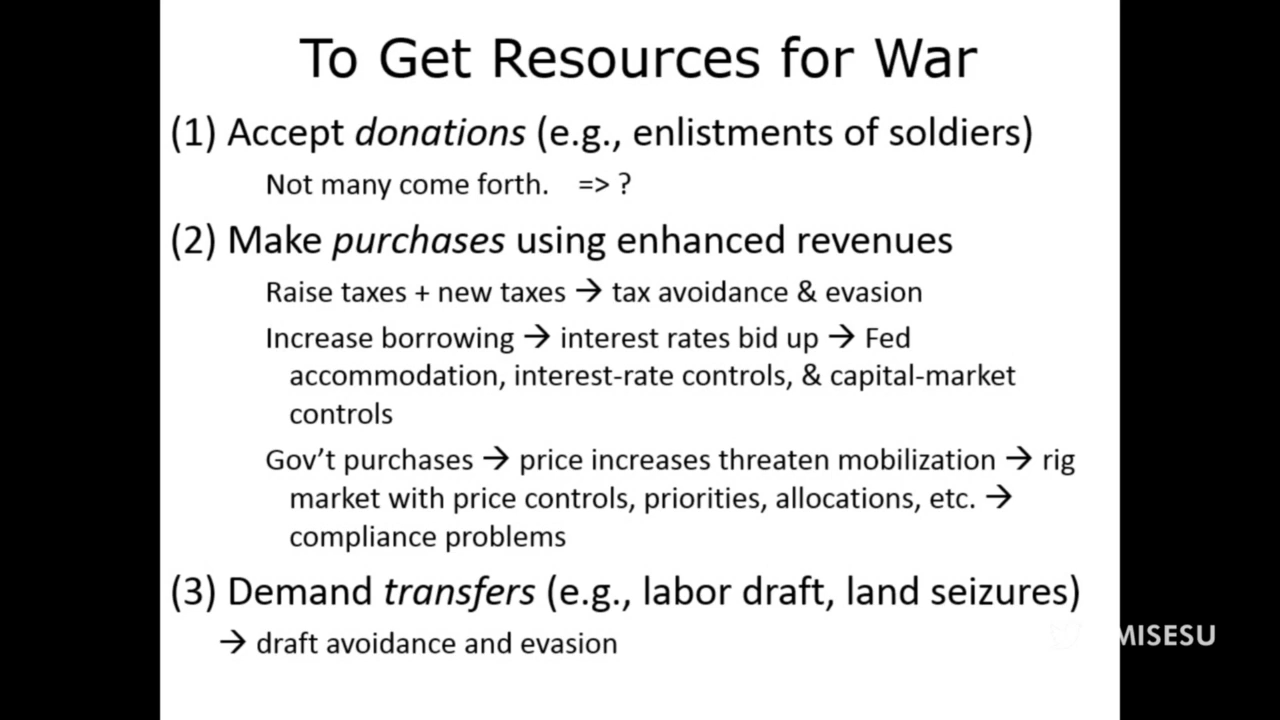 To Get Resources for War
(1) Accept donations (e.g., enlistments of soldiers)
Not many come forth. => ?
(2) Make purchases using enhanced revenues
Raise taxes + new taxes → tax avoidance & evasion
Increase borrowing → interest rates bid up → Fed
accommodation, interest-rate controls, & capital-market
controls
Gov't purchases → price increases threaten mobilization → rig
market with price controls, priorities, allocations, etc. →
compliance problems
(3) Demand transfers (e.g., labor draft, land seizures)
→ draft avoidance and evasion
MISESU